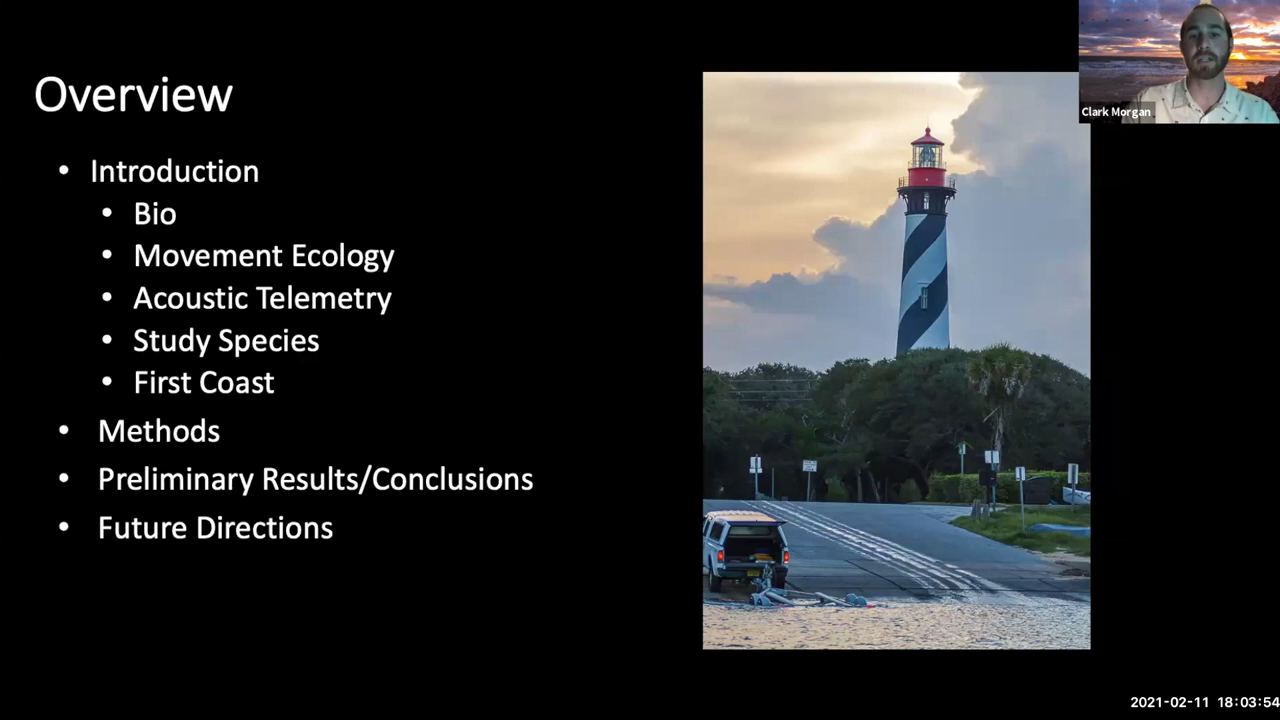 Overview
• Introduction
• Bio
• Movement Ecology
• Acoustic Telemetry
• Study Species
• First Coast
• Methods
• Preliminary Results/Conclusions
• Future Directions
Clark Morgan
2021-02-11 18:03:54